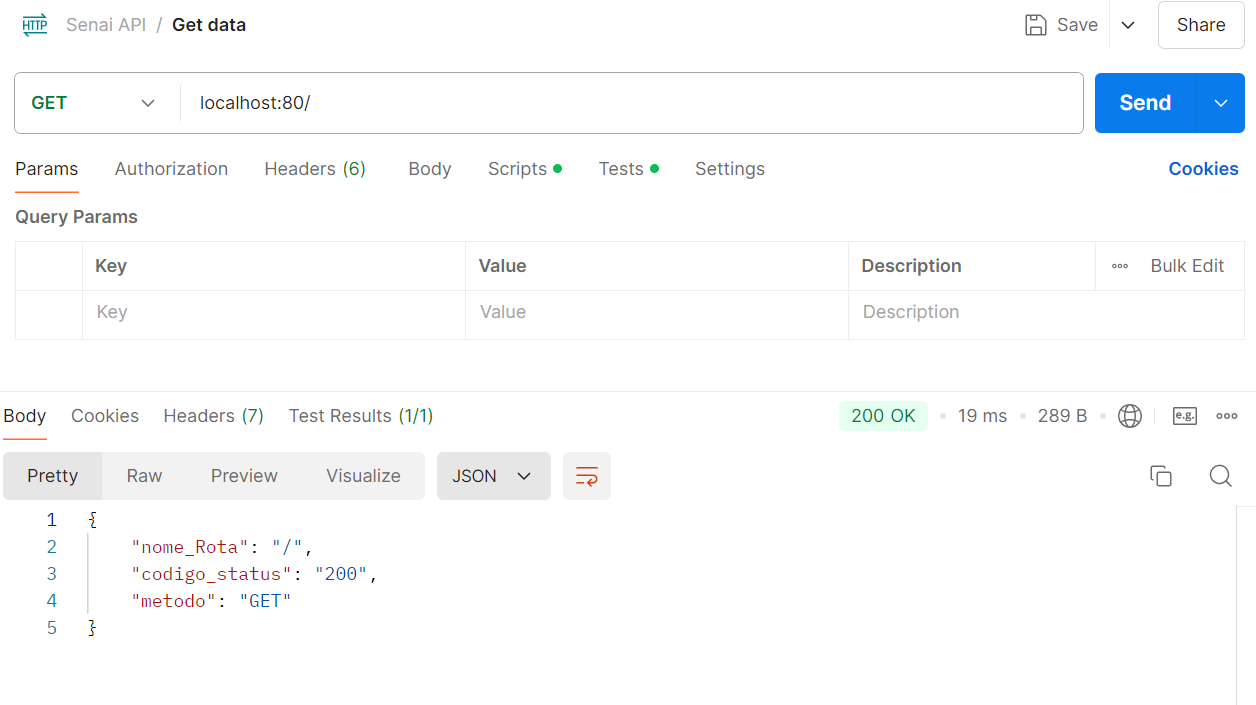 HTTP Senai API / Get data Save Share
GET localhost:80/ Send
Params Authorization Headers (6) Body Scripts Tests Settings Cookies
Query Params
Key Value Description Bulk Edit
Key Value Description
Body Cookies Headers (7) Test Results (1/1) 200 OK 19 ms 289 B e.g.
Pretty Raw Preview Visualize JSON
1 {
2 "nome_Rota": "/",
3 "codigo_status": "200",
4 "metodo": "GET"
5 }